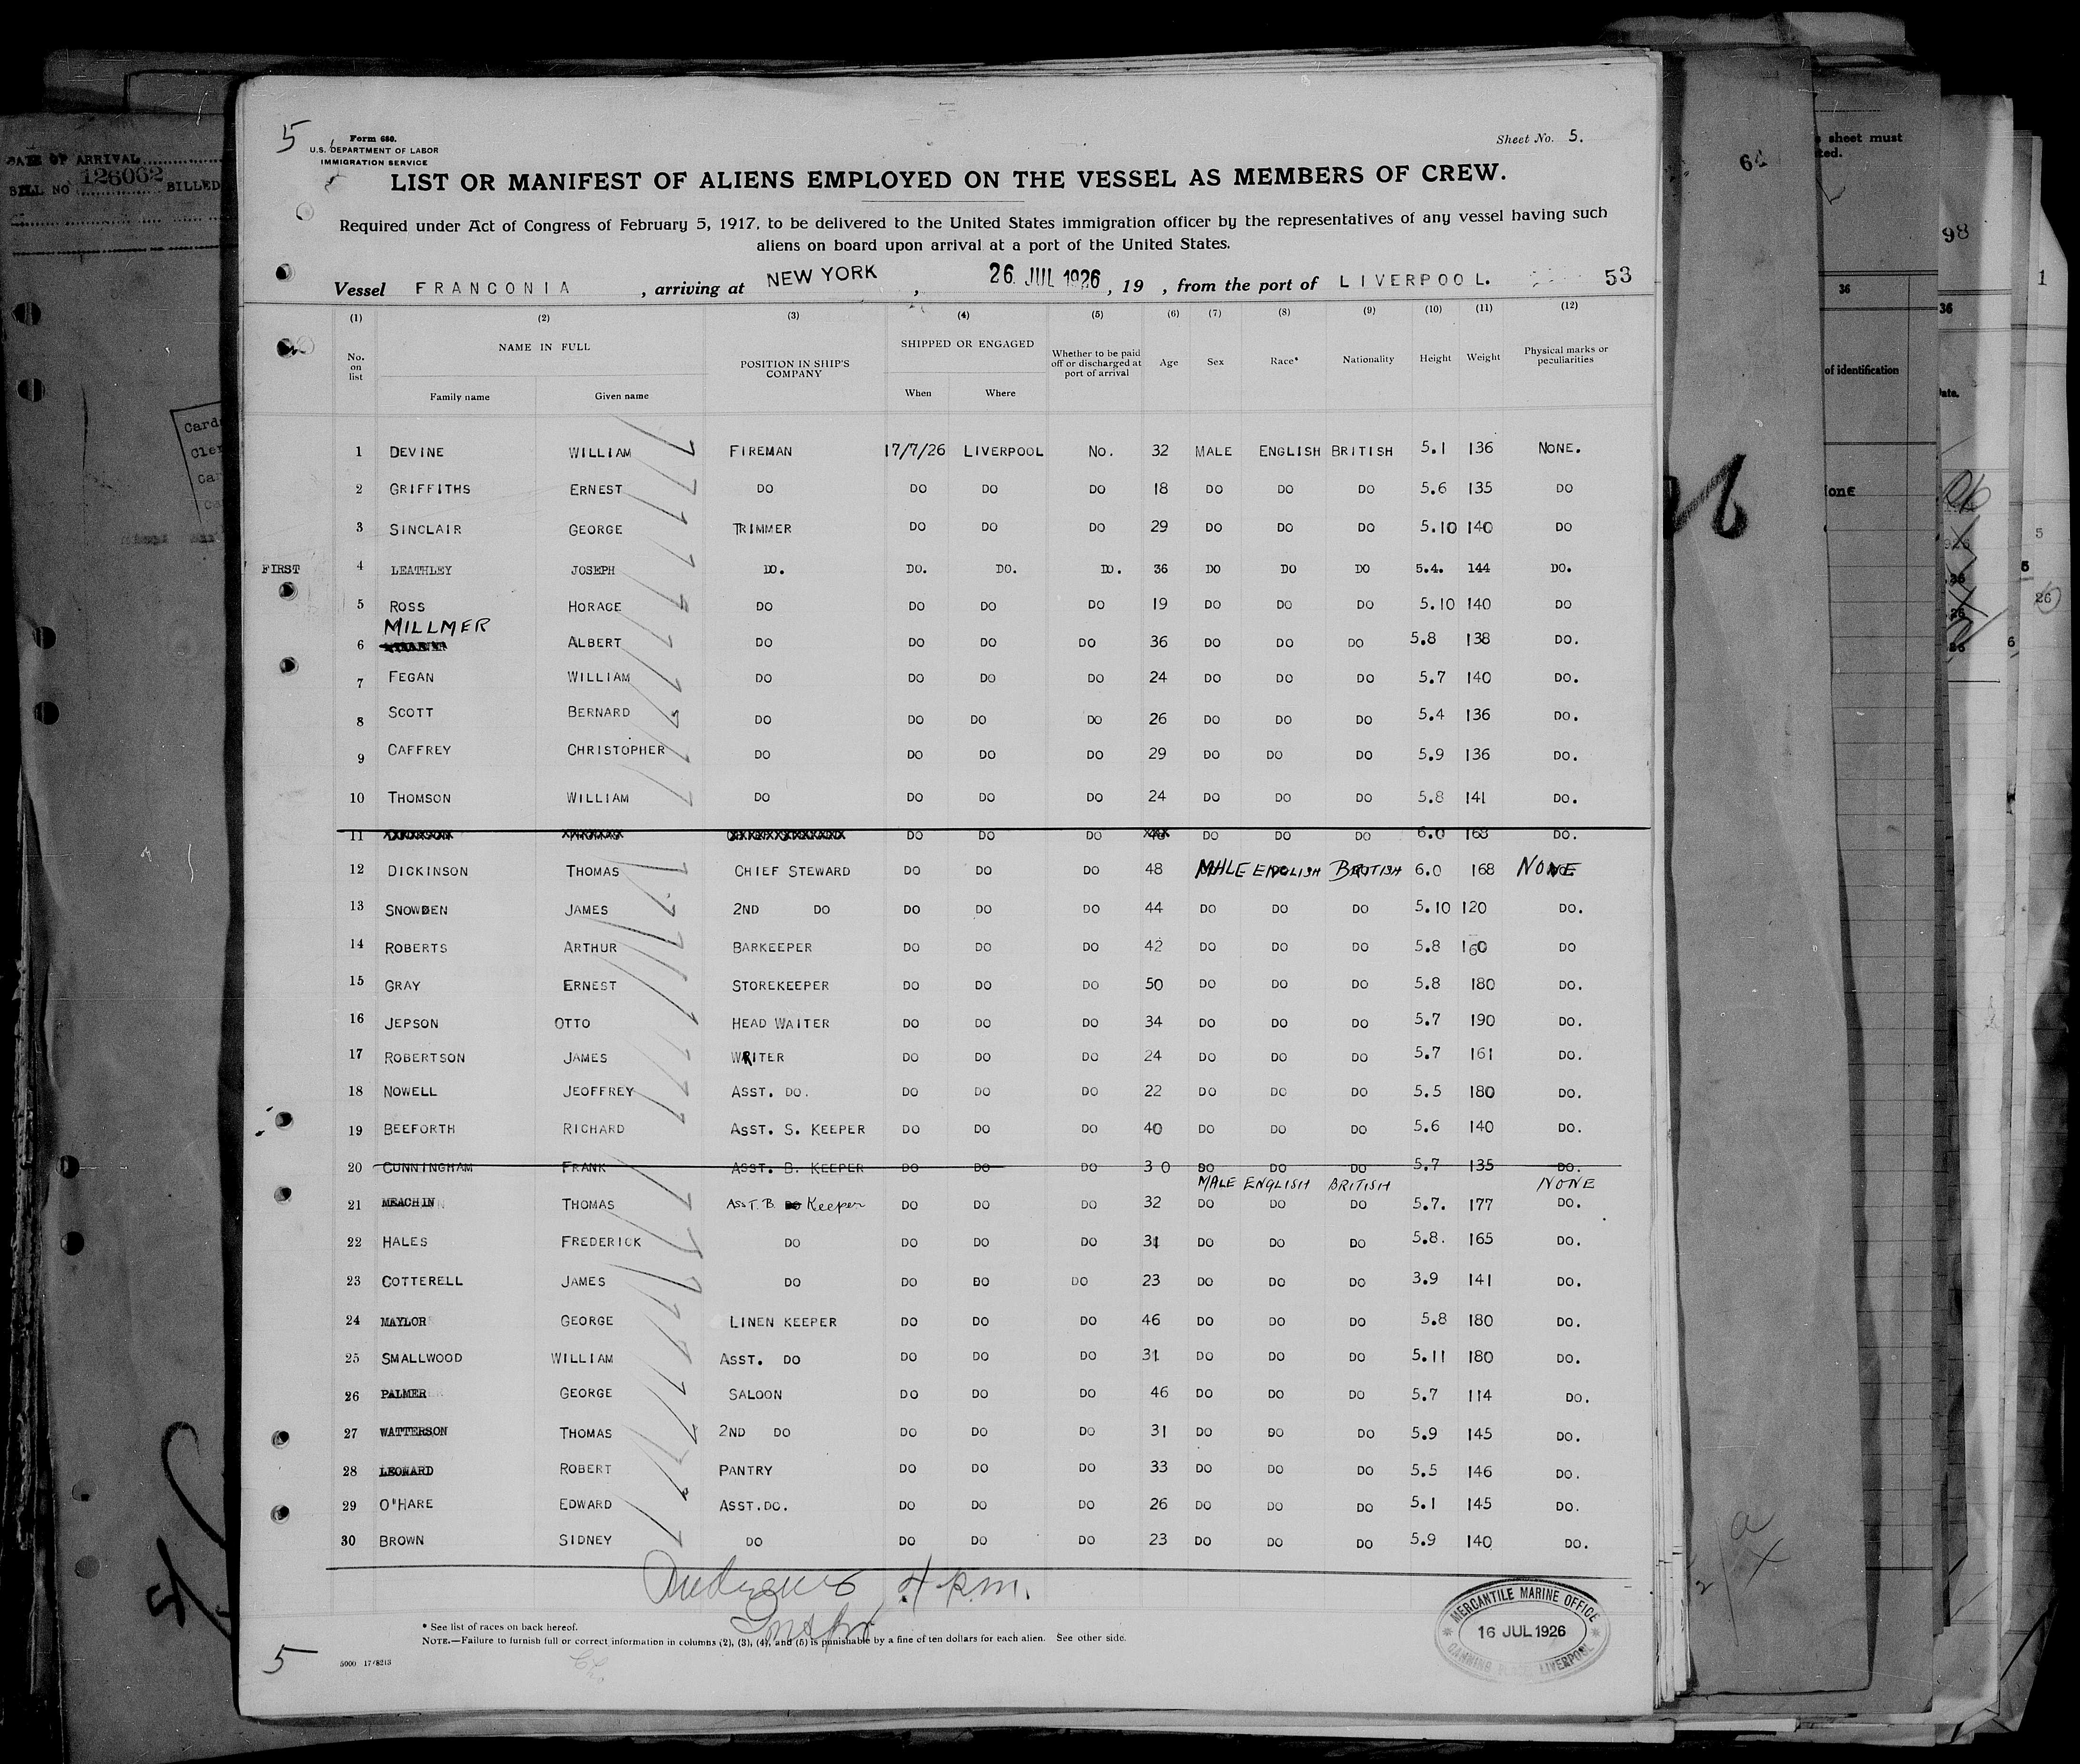 5
Form 680.
U.S. DEPARTMENT OF LABOR
IMMIGRATION SERVICE
Sheet No. 5.
LIST OR MANIFEST OF ALIENS EMPLOYED ON THE VESSEL AS MEMBERS OF CREW.
Required under Act of Congress of February 5, 1917, to be delivered to the United States immigration officer by the representatives of any vessel having such
aliens on board upon arrival at a port of the United States.
Vessel FRANCONIA , arriving at NEW YORK , 26 JUL 1926 , 19 , from the port of LIVERPOOL. 53
(1) (2) (3) (4) (5) (6) (7) (8) (9) (10) (11) (12)
No. on list NAME IN FULL Family name Given name POSITION IN SHIP'S COMPANY SHIPPED OR ENGAGED When Where Whether to be paid off or discharged at port of arrival Age Sex Race* Nationality Height Weight Physical marks or peculiarities
1 DEVINE WILLIAM FIREMAN 17/7/26 LIVERPOOL No. 32 MALE ENGLISH BRITISH 5.1 136 NONE.
2 GRIFFITHS ERNEST DO DO DO DO 18 DO DO DO 5.6 135 DO
3 SINCLAIR GEORGE TRIMMER DO DO DO 29 DO DO DO 5.10 140 DO
FIRST 4 LEATHLEY JOSEPH DO. DO. DO. DO. 36 DO DO DO 5.4. 144 DO.
5 ROSS HORACE DO DO DO DO 19 DO DO DO 5.10 140 DO
6 MILLMER ALBERT DO DO DO DO 36 DO DO DO 5.8 138 DO.
7 FEGAN WILLIAM DO DO DO DO 24 DO DO DO 5.7 140 DO.
8 SCOTT BERNARD DO DO DO DO 26 DO DO DO 5.4 136 DO.
9 CAFFREY CHRISTOPHER DO DO DO DO 29 DO DO DO 5.9 136 DO.
10 THOMSON WILLIAM DO DO DO DO 24 DO DO DO 5.8 141 DO.
11 DO DO DO DO DO DO 6.0 168 DO.
12 DICKINSON THOMAS CHIEF STEWARD DO DO DO 48 MALE ENGLISH BRITISH 6.0 168 NONE
13 SNOWDEN JAMES 2ND DO DO DO DO 44 DO DO DO 5.10 120 DO.
14 ROBERTS ARTHUR BARKEEPER DO DO DO 42 DO DO DO 5.8 160 DO
15 GRAY ERNEST STOREKEEPER DO DO DO 50 DO DO DO 5.8 180 DO.
16 JEPSON OTTO HEAD WAITER DO DO DO 34 DO DO DO 5.7 190 DO.
17 ROBERTSON JAMES WRITER DO DO DO 24 DO DO DO 5.7 161 DO.
18 NOWELL JEOFFREY ASST. DO. DO DO DO 22 DO DO DO 5.5 180 DO.
19 BEEFORTH RICHARD ASST. S. KEEPER DO DO DO 40 DO DO DO 5.6 140 DO.
20 CUNNINGHAM FRANK ASST. B. KEEPER DO DO DO 30 DO DO DO 5.7 135 DO.
MALE ENGLISH BRITISH NONE
21 MEACHIN THOMAS ASST. B. Keeper DO DO DO 32 DO DO DO 5.7. 177 DO.
22 HALES FREDERICK DO DO DO DO 31 DO DO DO 5.8. 165 DO.
23 COTTERELL JAMES DO DO DO DO 23 DO DO DO 3.9 141 DO.
24 MAYLOR GEORGE LINEN KEEPER DO DO DO 46 DO DO DO 5.8 180 DO.
25 SMALLWOOD WILLIAM ASST. DO DO DO DO 31 DO DO DO 5.11 180 DO.
26 PALMER GEORGE SALOON DO DO DO 46 DO DO DO 5.7 114 DO.
27 WATTERSON THOMAS 2ND DO DO DO DO 31 DO DO DO 5.9 145 DO.
28 LEONARD ROBERT PANTRY DO DO DO 33 DO DO DO 5.5 146 DO.
29 O'HARE EDWARD ASST.DO. DO DO DO 26 DO DO DO 5.1 145 DO.
30 BROWN SIDNEY DO DO DO DO 23 DO DO DO 5.9 140 DO.
4 p.m.
* See list of races on back hereof.
NOTE.—Failure to furnish full or correct information in columns (2), (3), (4), and (5) is punishable by a fine of ten dollars for each alien. See other side.
5
5000 17/8213
MERCANTILE MARINE OFFICE
16 JUL 1926
CANNING PLACE LIVERPOOL
DATE OF ARRIVAL
BILL NO 126062 BILLED
64
sheet must
98
36
36
of identification
1
5
26
6